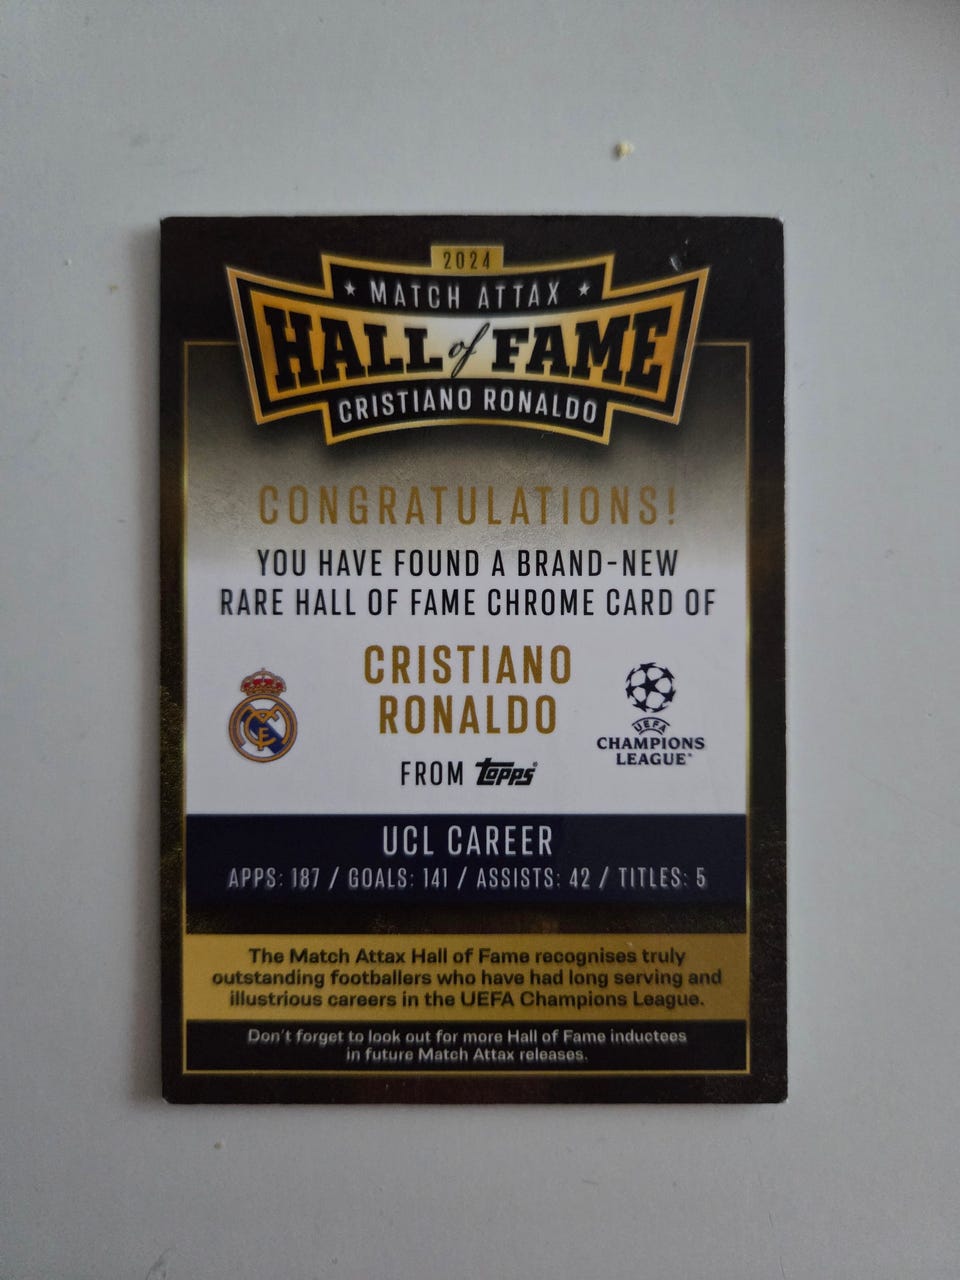 2024
★ MATCH ATTAX ★
HALL of FAME
CRISTIANO RONALDO
CONGRATULATIONS!
YOU HAVE FOUND A BRAND-NEW
RARE HALL OF FAME CHROME CARD OF
CRISTIANO
RONALDO
FROM topps®
UEFA
CHAMPIONS
LEAGUE®
UCL CAREER
APPS: 187 / GOALS: 141 / ASSISTS: 42 / TITLES: 5
The Match Attax Hall of Fame recognises truly
outstanding footballers who have had long serving and
illustrious careers in the UEFA Champions League.
Don't forget to look out for more Hall of Fame inductees
in future Match Attax releases.